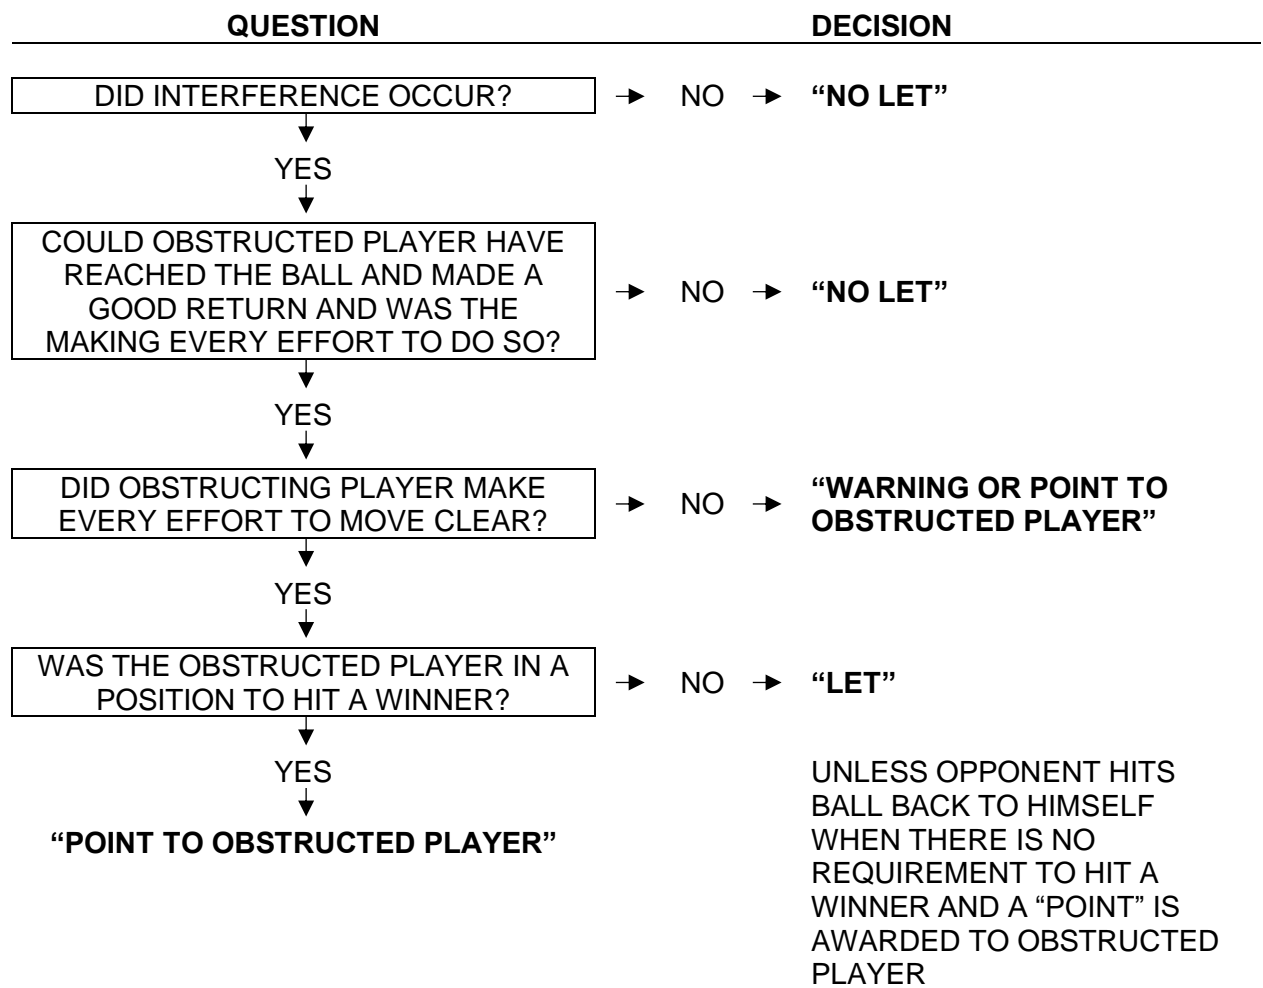 QUESTION DECISION
DID INTERFERENCE OCCUR? NO “NO LET”
YES
COULD OBSTRUCTED PLAYER HAVE
REACHED THE BALL AND MADE A
GOOD RETURN AND WAS THE
MAKING EVERY EFFORT TO DO SO?
NO “NO LET”
YES
DID OBSTRUCTING PLAYER MAKE
EVERY EFFORT TO MOVE CLEAR?
NO
“WARNING OR POINT TO
OBSTRUCTED PLAYER”
YES
WAS THE OBSTRUCTED PLAYER IN A
POSITION TO HIT A WINNER?
NO “LET”
YES
“POINT TO OBSTRUCTED PLAYER”
UNLESS OPPONENT HITS
BALL BACK TO HIMSELF
WHEN THERE IS NO
REQUIREMENT TO HIT A
WINNER AND A “POINT” IS
AWARDED TO OBSTRUCTED
PLAYER